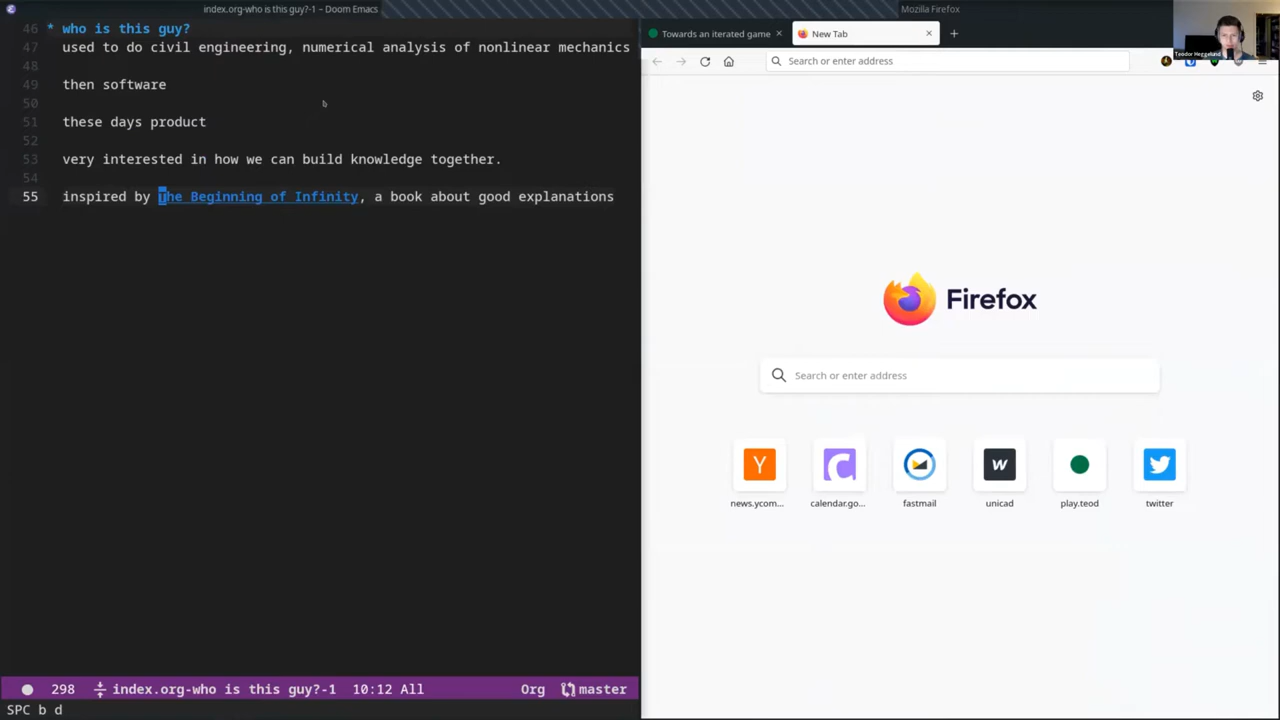 index.org-who is this guy?-1 – Doom Emacs
Mozilla Firefox
46 * who is this guy?
47 used to to civil engineering, numerical analysis of nonlinear mechanics
48
49 then software
50
51 these days product
52
53 very interested in how we can build knowledge together.
54
55 inspired by The Beginning of Infinity, a book about good explanations
298 index.org-who is this guy?-1 10:12 All Org master
SPC b d
Towards an iterated game
New Tab
Search or enter address
Teodor Heggelund
Firefox
Search or enter address
news.ycom...
calendar.go...
fastmail
unicad
play.teod
twitter